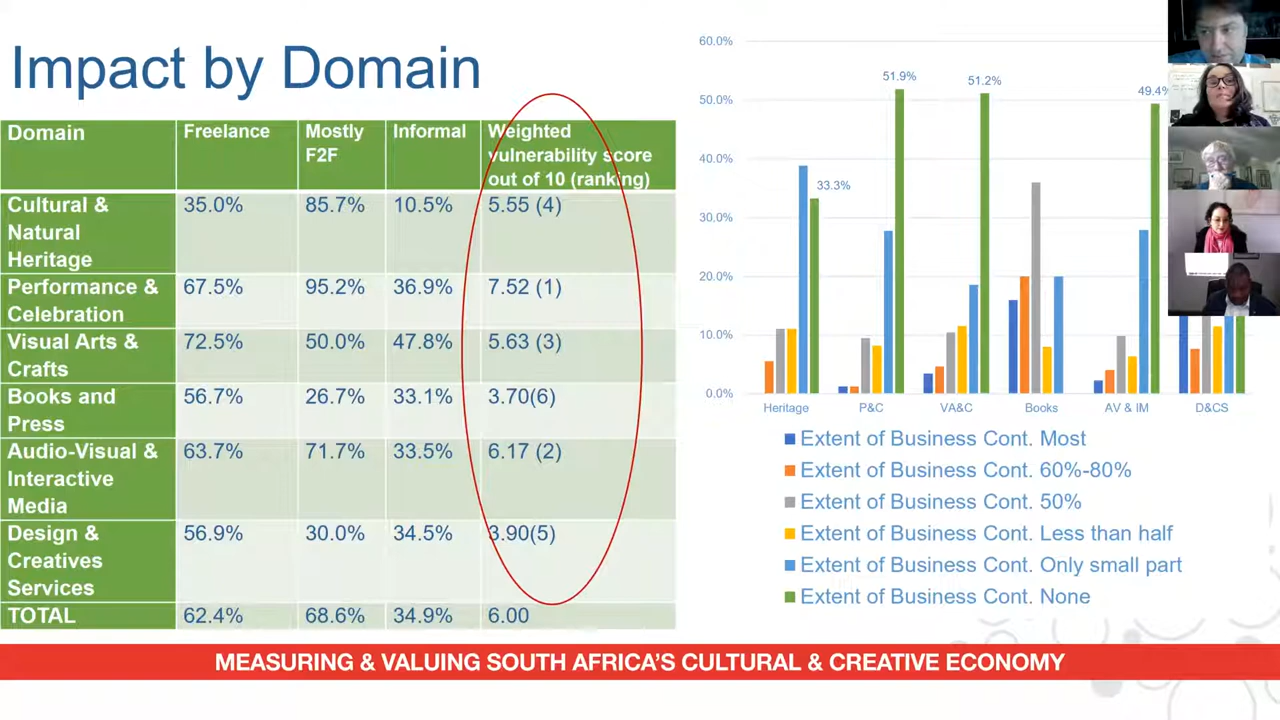 Impact by Domain
Domain Freelance Mostly F2F Informal Weighted vulnerability score out of 10 (ranking)
Cultural & Natural Heritage 35.0% 85.7% 10.5% 5.55 (4)
Performance & Celebration 67.5% 95.2% 36.9% 7.52 (1)
Visual Arts & Crafts 72.5% 50.0% 47.8% 5.63 (3)
Books and Press 56.7% 26.7% 33.1% 3.70(6)
Audio-Visual & Interactive Media 63.7% 71.7% 33.5% 6.17 (2)
Design & Creatives Services 56.9% 30.0% 34.5% 3.90(5)
TOTAL 62.4% 68.6% 34.9% 6.00
60.0%
50.0%
40.0%
30.0%
20.0%
10.0%
0.0%
33.3%
51.9%
51.2%
49.4%
Heritage P&C VA&C Books AV & IM D&CS
Extent of Business Cont. Most
Extent of Business Cont. 60%-80%
Extent of Business Cont. 50%
Extent of Business Cont. Less than half
Extent of Business Cont. Only small part
Extent of Business Cont. None
MEASURING & VALUING SOUTH AFRICA'S CULTURAL & CREATIVE ECONOMY